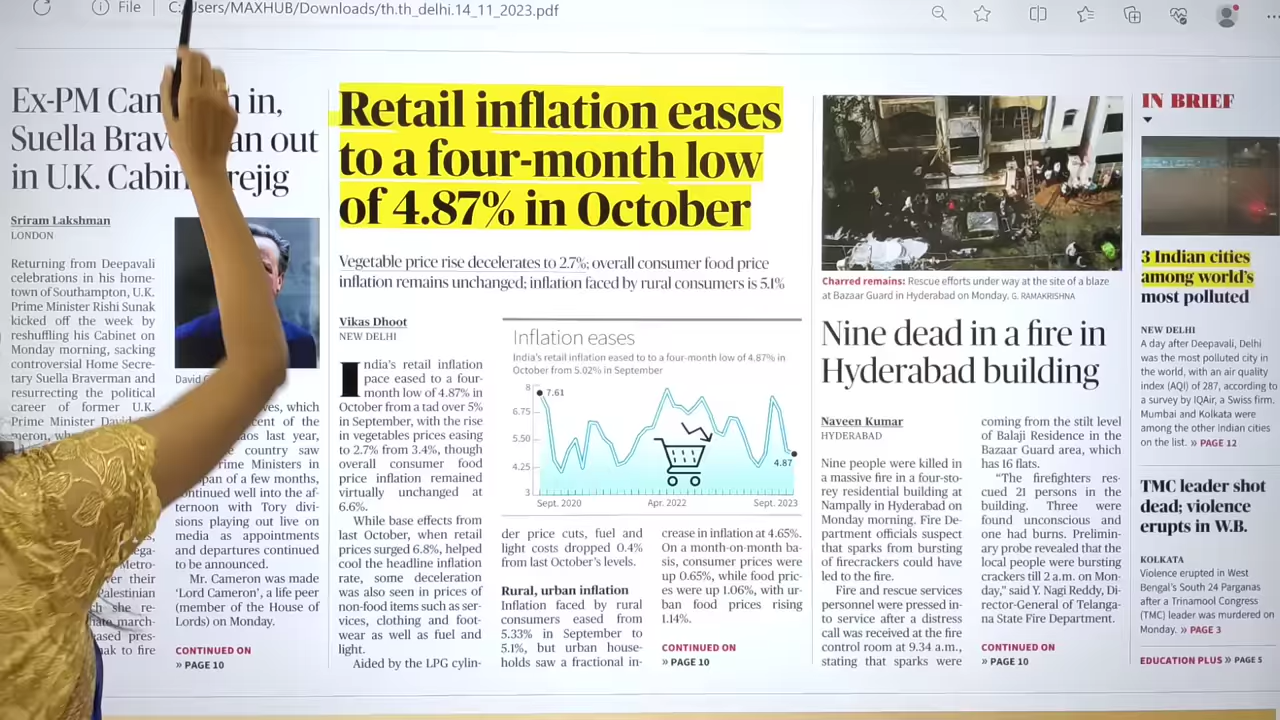 File
C:
sers/MAXHUB/Downloads/th.th_delhi.14_11_2023.pdf
Ex-PM
in,
Suella
an out
in U.K.
rejig
Sriram Lakshman
LONDON
Returning from Deepavali
celebrations in his home-
town of Southampton, U.K.
Prime Minister Rishi Sunak
kicked off the week by
reshuffling his Cabinet on
Monday morning, sacking
controversial Home Secre-
tary Suella Braverman and
resurrecting the political
career of former U.K.
Prime Minister
David
ves, which
cent of the
last year,
country saw
rime Ministers in
pan of a few months,
ntinued well into the af-
ternoon with Tory divi-
sions playing out live on
media as appointments
and departures continued
to be announced.
Mr. Cameron was made
‘Lord Cameron’, a life peer
(member of the House of
Lords) on Monday.
CONTINUED ON
» PAGE 10
Retail inflation eases
to a four-month low
of 4.87% in October
Vegetable price rise decelerates to 2.7%; overall consumer food price
inflation remains unchanged; inflation faced by rural consumers is 5.1%
Vikas Dhoot
NEW DELHI
India’s retail inflation
pace eased to a four-
month low of 4.87% in
October from a tad over 5%
in September, with the rise
in vegetables prices easing
to 2.7% from 3.4%, though
overall consumer food
price inflation remained
virtually unchanged at
6.6%.
While base effects from
last October, when retail
prices surged 6.8%, helped
cool the headline inflation
rate, some deceleration
was also seen in prices of
non-food items such as ser-
vices, clothing and foot-
wear as well as fuel and
light.
Aided by the LPG cylin-
Inflation eases
India's retail inflation eased to to a four-month low of 4.87% in
October from 5.02% in September
8
7.61
6.75
5.50
4.25
3
4.87
Sept. 2020
Apr. 2022
Sept. 2023
der price cuts, fuel and
light costs dropped 0.4%
from last October’s levels.
Rural, urban inflation
Inflation faced by rural
consumers eased from
5.33% in September to
5.1%, but urban house-
holds saw a fractional in-
crease in inflation at 4.65%.
On a month-on-month ba-
sis, consumer prices were
up 0.65%, while food pric-
es were up 1.06%, with ur-
ban food prices rising
1.14%.
CONTINUED ON
» PAGE 10
Charred remains: Rescue efforts under way at the site of a blaze
at Bazaar Guard in Hyderabad on Monday. G. RAMAKRISHNA
Nine dead in a fire in
Hyderabad building
Naveen Kumar
HYDERABAD
Nine people were killed in
a massive fire in a four-sto-
rey residential building at
Nampally in Hyderabad on
Monday morning. Fire De-
partment officials suspect
that sparks from bursting
of firecrackers could have
led to the fire.
Fire and rescue services
personnel were pressed in-
to service after a distress
call was received at the fire
control room at 9.34 a.m.,
stating that sparks were
coming from the stilt level
of Balaji Residence in the
Bazaar Guard area, which
has 16 flats.
“The firefighters res-
cued 21 persons in the
building. Three were
found unconscious and
one had burns. Prelimin-
ary probe revealed that the
local people were bursting
crackers till 2 a.m. on Mon-
day,” said Y. Nagi Reddy, Di-
rector-General of Telanga-
na State Fire Department.
CONTINUED ON
» PAGE 10
IN BRIEF
3 Indian cities
among world’s
most polluted
NEW DELHI
A day after Deepavali, Delhi
was the most polluted city in
the world, with an air quality
index (AQI) of 287, according to
a survey by IQAir, a Swiss firm.
Mumbai and Kolkata were
among the other Indian cities
on the list. » PAGE 12
TMC leader shot
dead; violence
erupts in W.B.
KOLKATA
Violence erupted in West
Bengal's South 24 Parganas
after a Trinamool Congress
(TMC) leader was murdered on
Monday. » PAGE 3
EDUCATION PLUS » PAGE 5